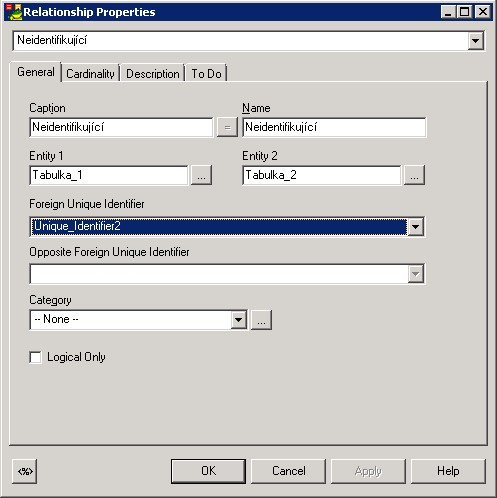 Relationship Properties
Neidentifikující
General Cardinality Description To Do
Caption Name
Neidentifikující = Neidentifikující
Entity 1 Entity 2
Tabulka_1 ... Tabulka_2 ...
Foreign Unique Identifier
Unique_Identifier2
Opposite Foreign Unique Identifier
Category
-- None -- ...
Logical Only
<%> OK Cancel Apply Help